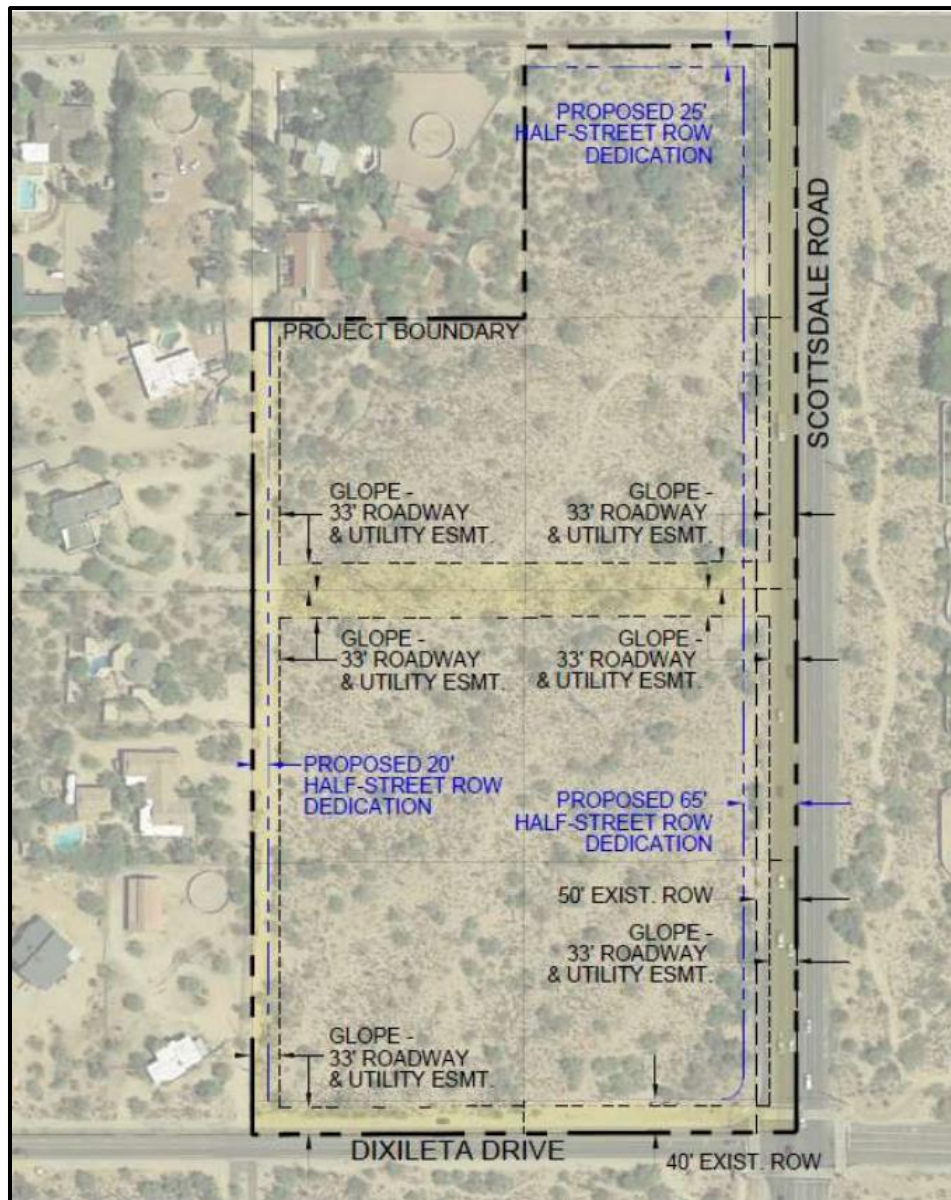 PROPOSED 25'
HALF-STREET ROW
DEDICATION
SCOTTSDALE ROAD
PROJECT BOUNDARY
GLOPE -
33' ROADWAY
& UTILITY ESMT.
GLOPE -
33' ROADWAY
& UTILITY ESMT.
GLOPE -
33' ROADWAY
& UTILITY ESMT.
GLOPE -
33' ROADWAY
& UTILITY ESMT.
PROPOSED 20'
HALF-STREET ROW
DEDICATION
PROPOSED 65'
HALF-STREET ROW
DEDICATION
50' EXIST. ROW
GLOPE -
33' ROADWAY
& UTILITY ESMT.
GLOPE -
33' ROADWAY
& UTILITY ESMT.
DIXILETA DRIVE
40' EXIST. ROW